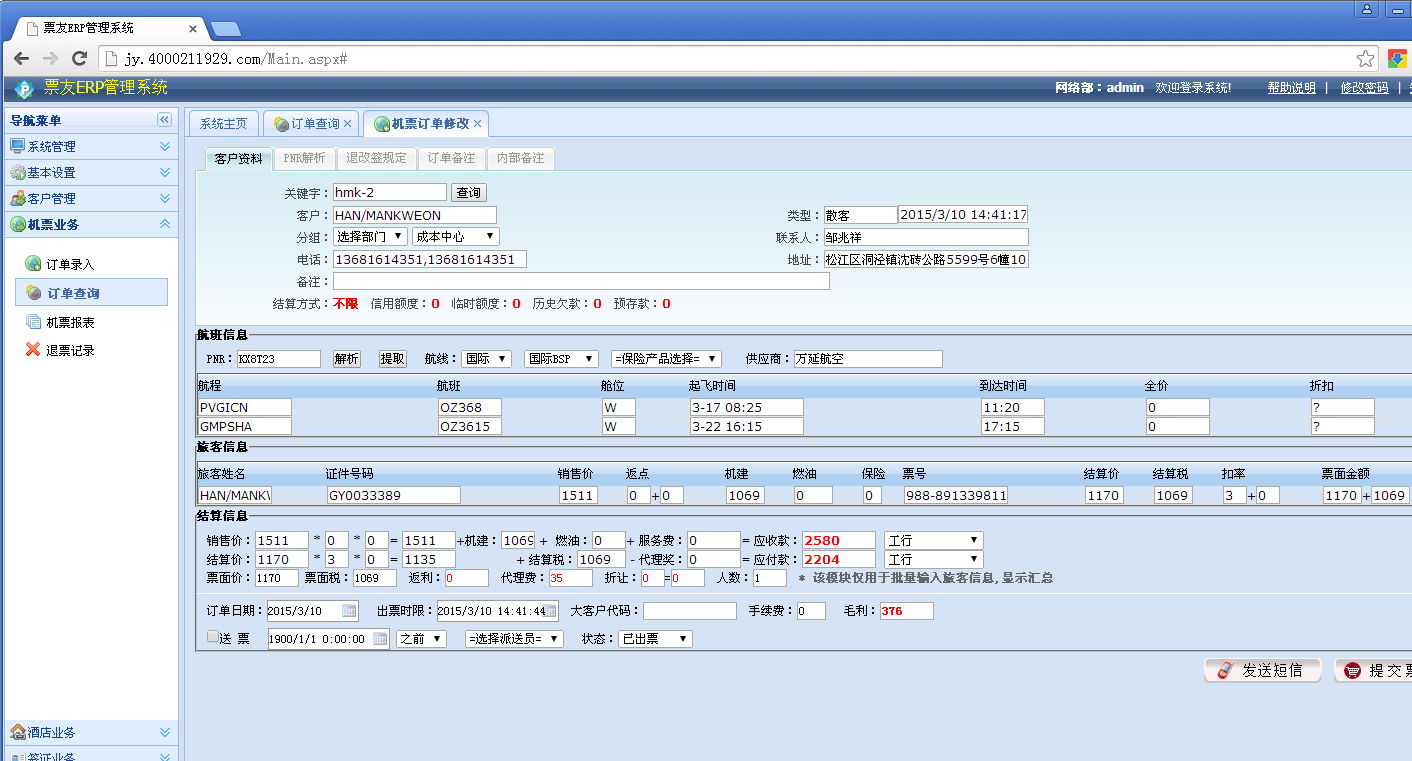 票友ERP管理系统
jy.4000211929.com/Main.aspx#
票友ERP管理系统 网络部：admin 欢迎登录系统! 帮助说明 | 修改密码 |
导航菜单
系统管理
基本设置
客户管理
机票业务
订单录入
订单查询
机票报表
退票记录
酒店业务
签证业务
系统主页 订单查询 机票订单修改
客户资料 PNR解析 退改签规定 订单备注 内部备注
关键字： hmk-2 查询
客户： HAN/MANKWEON 类型： 散客 2015/3/10 14:41:17
分组： 选择部门 成本中心 联系人： 邹兆祥
电话： 13681614351,13681614351 地址： 松江区洞泾镇沈砖公路5599号6幢10
备注：
结算方式：不限 信用额度：0 临时额度：0 历史欠款：0 预存款：0
航班信息
PNR： KX8T23 解析 提取 航线： 国际 国际BSP =保险产品选择= 供应商： 万延航空
航程 航班 舱位 起飞时间 到达时间 全价 折扣
PVGICN OZ368 W 3-17 08:25 11:20 0 ?
GMPSHA OZ3615 W 3-22 16:15 17:15 0 ?
旅客信息
旅客姓名 证件号码 销售价 返点 机建 燃油 保险 票号 结算价 结算税 扣率 票面金额
HAN/MANKW GY0033389 1511 0 +0 1069 0 0 988-891339811 1170 1069 3 +0 1170 +1069
结算信息
销售价： 1511 * 0 * 0 = 1511 +机建： 1069 + 燃油： 0 + 服务费： 0 = 应收款： 2580 工行
结算价： 1170 * 3 * 0 = 1135 + 结算税： 1069 - 代理奖： 0 = 应付款： 2204 工行
票面价： 1170 票面税： 1069 返利： 0 代理费： 35 折让： 0 =0 人数： 1 * 该模块仅用于批量输入旅客信息,显示汇总
订单日期： 2015/3/10 出票时限： 2015/3/10 14:41:44 大客户代码： 手续费： 0 毛利： 376
送 票 1900/1/1 0:00:00 之前 =选择派送员= 状态： 已出票
发送短信 提交票